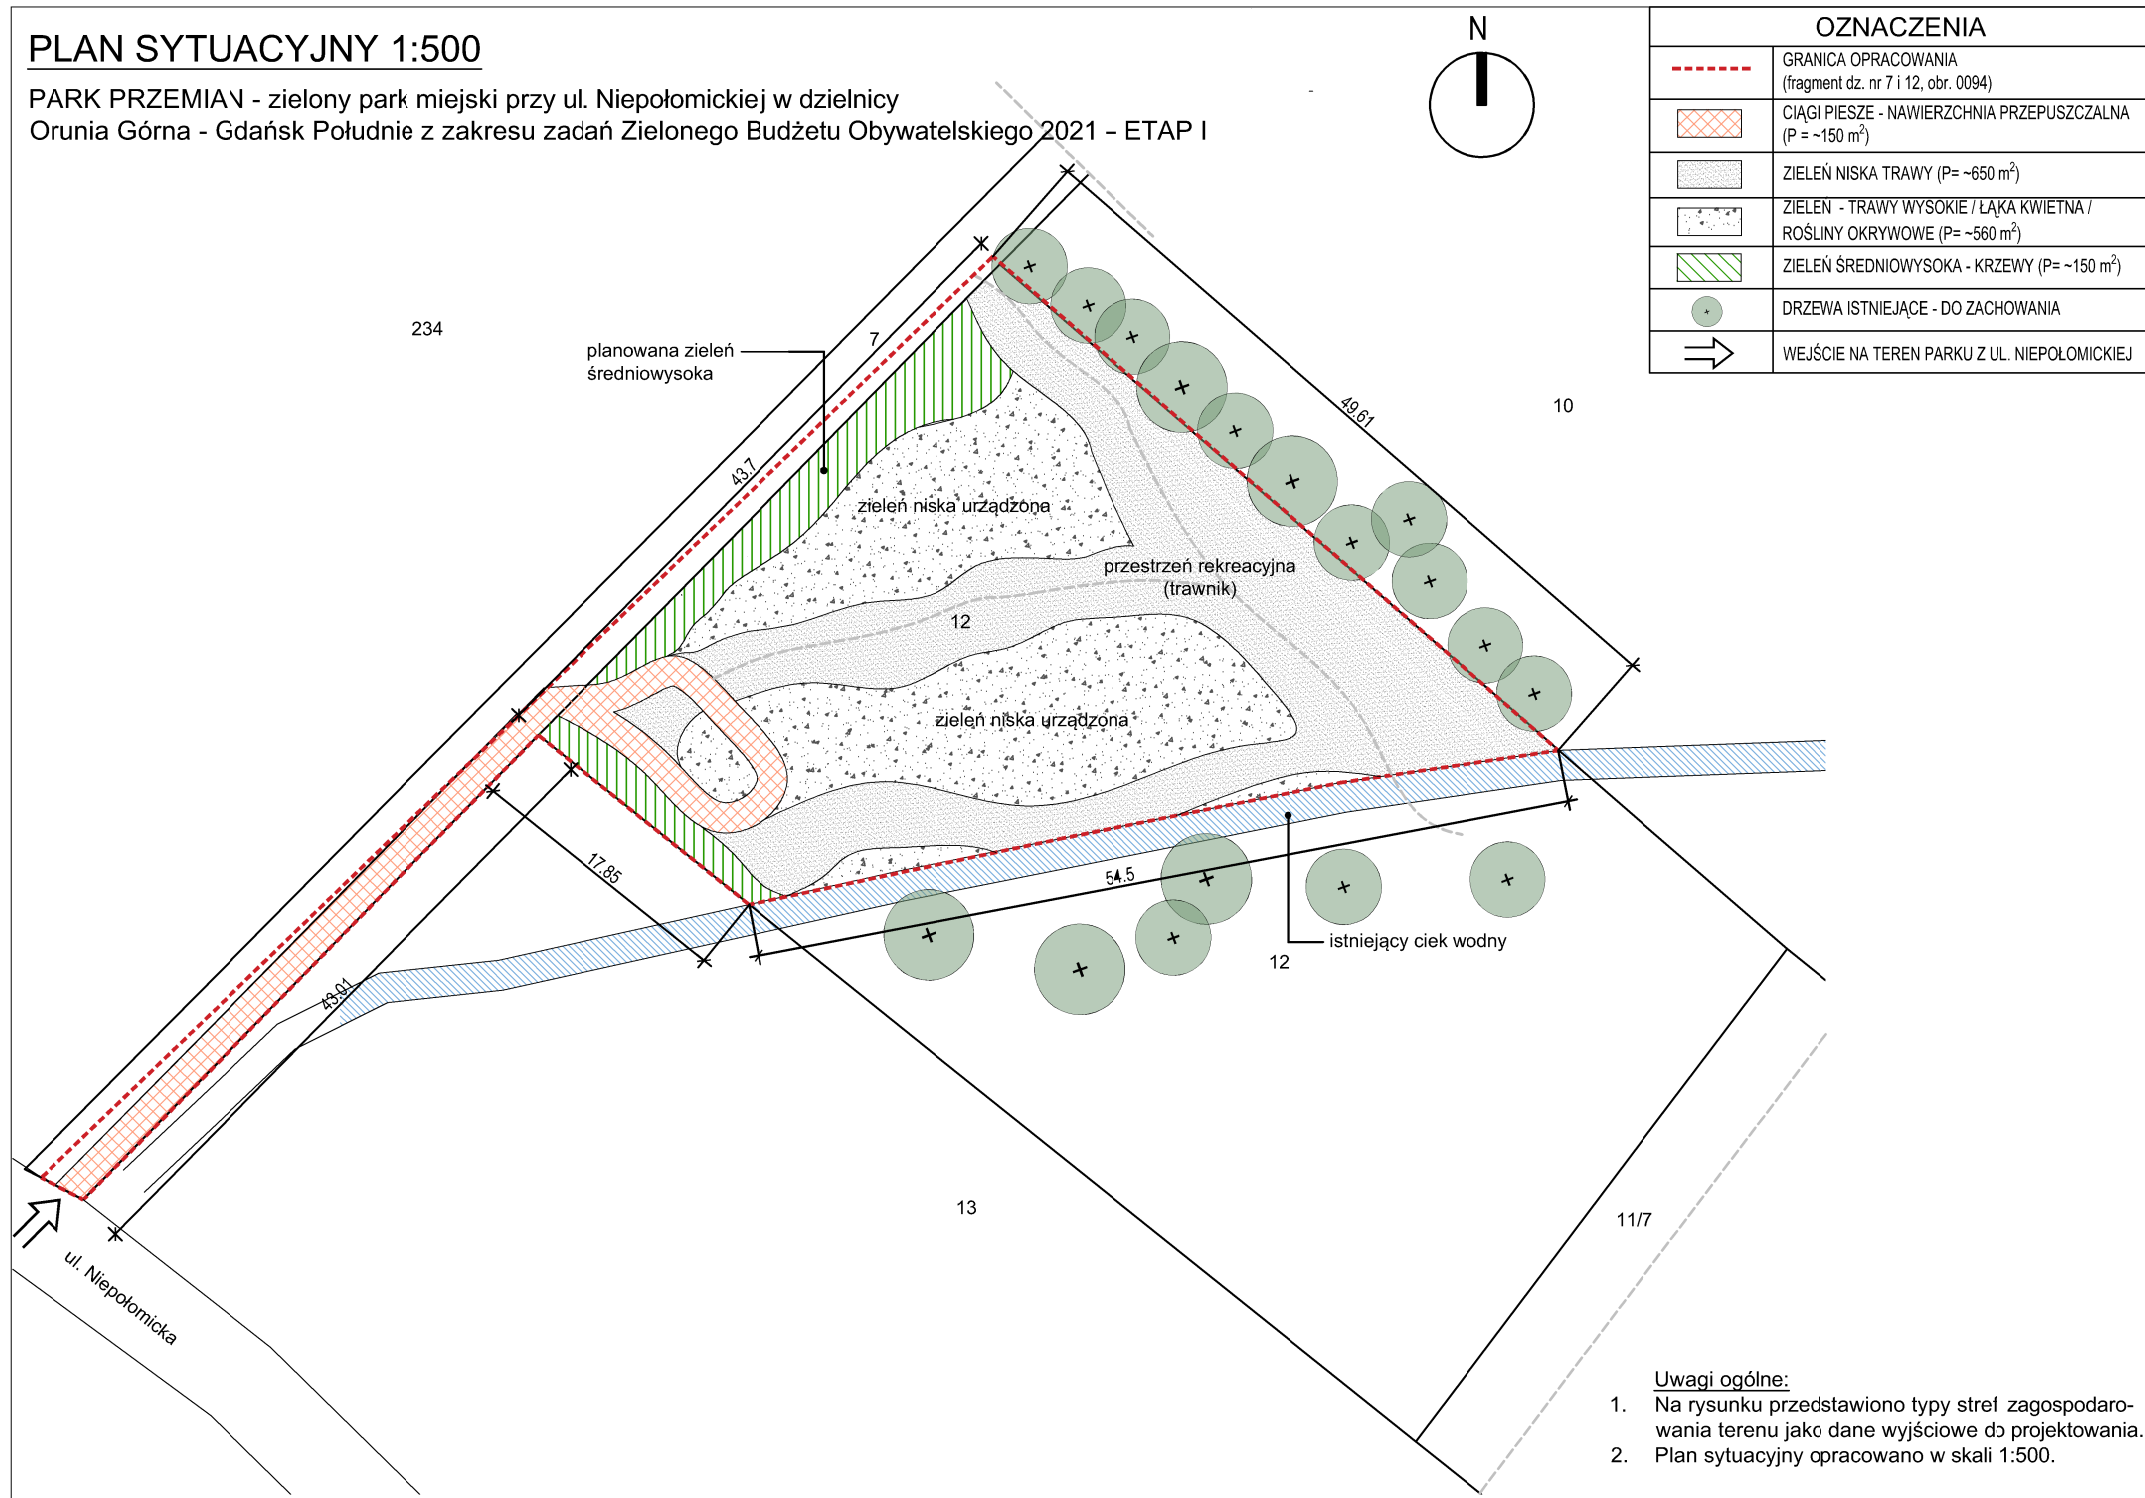 PLAN SYTUACYJNY 1:500
PARK PRZEMIAN - zielony park miejski przy ul. Niepołomickiej w dzielnicy
Orunia Górna - Gdańsk Południe z zakresu zadań Zielonego Budżetu Obywatelskiego 2021 - ETAP I
N
OZNACZENIA
GRANICA OPRACOWANIA
(fragment dz. nr 7 i 12, obr. 0094)
CIĄGI PIESZE - NAWIERZCHNIA PRZEPUSZCZALNA
(P = ~150 m²)
ZIELEŃ NISKA TRAWY (P= ~650 m²)
ZIELEŃ - TRAWY WYSOKIE / ŁĄKA KWIETNA /
ROŚLINY OKRYWOWE (P= ~560 m²)
ZIELEŃ ŚREDNIOWYSOKA - KRZEWY (P= ~150 m²)
DRZEWA ISTNIEJĄCE - DO ZACHOWANIA
WEJŚCIE NA TEREN PARKU Z UL. NIEPOŁOMICKIEJ
234
planowana zieleń
średniowysoka
7
49.61
10
43.7
zieleń niska urządzona
przestrzeń rekreacyjna
(trawnik)
12
zieleń niska urządzona
17.85
54.5
istniejący ciek wodny
12
43.01
13
11/7
ul. Niepołomicka
Uwagi ogólne:
1. Na rysunku przedstawiono typy stref zagospodaro-
wania terenu jako dane wyjściowe do projektowania.
2. Plan sytuacyjny opracowano w skali 1:500.